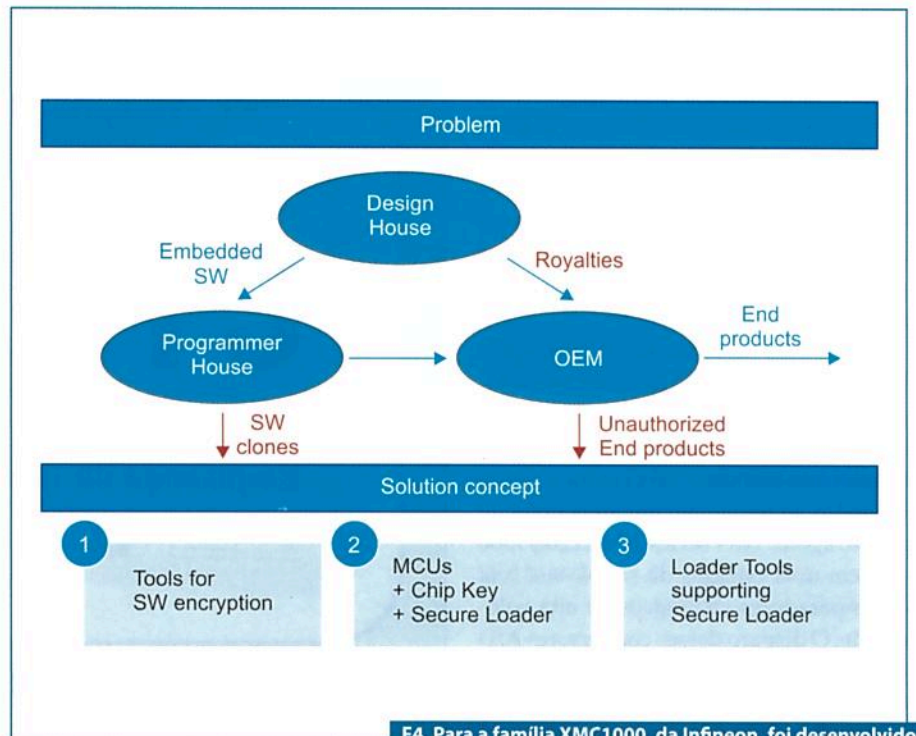 Problem
Design
House
Embedded
SW
Royalties
End
products
Programmer
House
OEM
SW
clones
Unauthorized
End products
Solution concept
1
Tools for
SW encryption
2
MCUs
+ Chip Key
+ Secure Loader
3
Loader Tools
supporting
Secure Loader
F4. Para a família XMC1000, da Infineon, foi desenvolvido